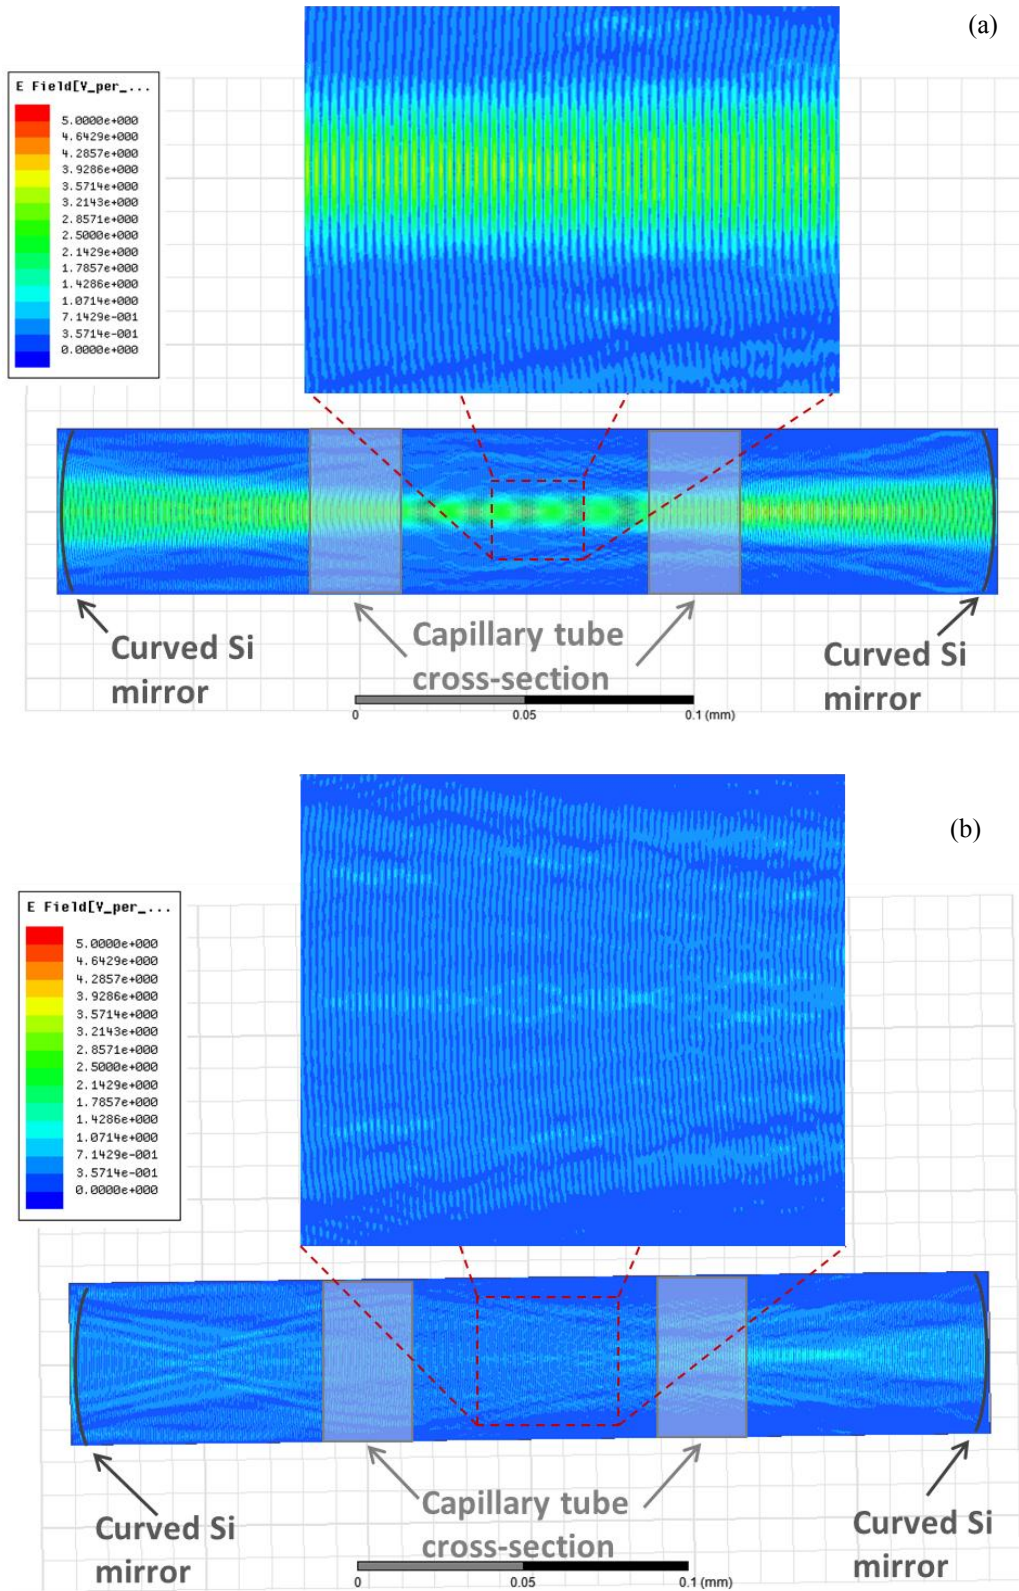 (a)
E Field[V_per_...
5.0000e+000
4.6429e+000
4.2857e+000
3.9286e+000
3.5714e+000
3.2143e+000
2.8571e+000
2.5000e+000
2.1429e+000
1.7857e+000
1.4286e+000
1.0714e+000
7.1429e-001
3.5714e-001
0.0000e+000
Curved Si
mirror
Capillary tube
cross-section
Curved Si
mirror
0
0.05
0.1 (mm)
(b)
E Field[V_per_...
5.0000e+000
4.6429e+000
4.2857e+000
3.9286e+000
3.5714e+000
3.2143e+000
2.8571e+000
2.5000e+000
2.1429e+000
1.7857e+000
1.4286e+000
1.0714e+000
7.1429e-001
3.5714e-001
0.0000e+000
Curved Si
mirror
Capillary tube
cross-section
Curved Si
mirror
0
0.05
0.1 (mm)